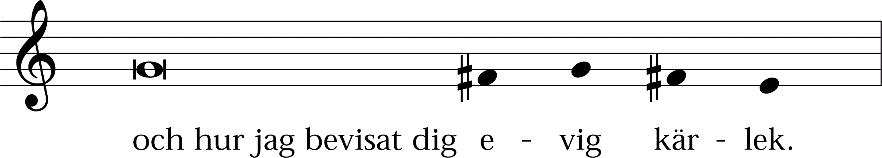 och hur jag bevisat dig e - vig kär - lek.